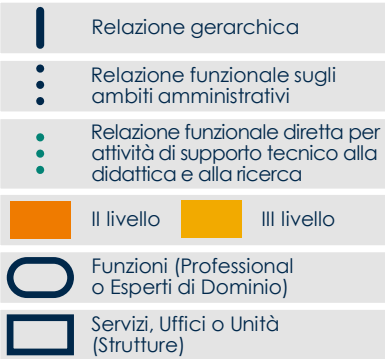 Relazione gerarchica
Relazione funzionale sugli
ambiti amministrativi
Relazione funzionale diretta per
attività di supporto tecnico alla
didattica e alla ricerca
II livello III livello
Funzioni (Professional
o Esperti di Dominio)
Servizi, Uffici o Unità
(Strutture)